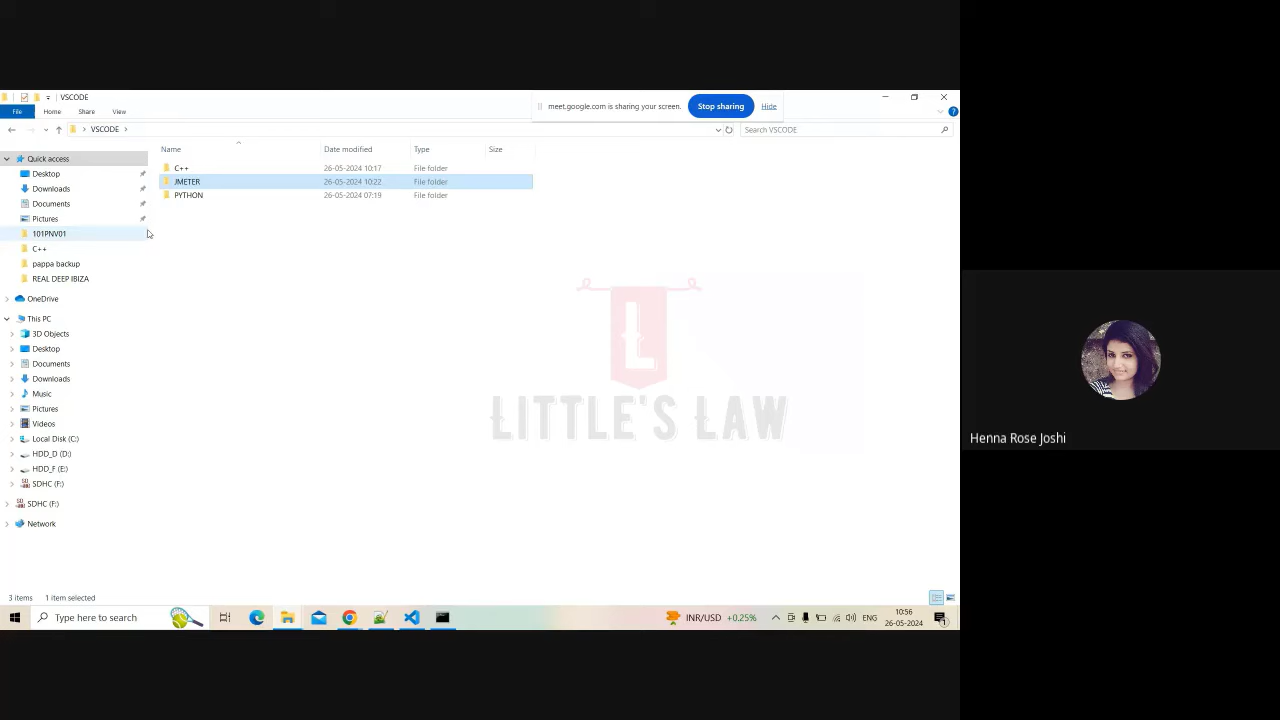 VSCODE
meet.google.com is sharing your screen.
Stop sharing
Hide
File
Home
Share
View
VSCODE
Search VSCODE
Name
Date modified
Type
Size
Quick access
Desktop
Downloads
Documents
Pictures
101PNV01
C++
pappa backup
REAL DEEP IBIZA
OneDrive
This PC
3D Objects
Desktop
Documents
Downloads
Music
Pictures
Videos
Local Disk (C:)
HDD_D (D:)
HDD_F (E:)
SDHC (F:)
SDHC (F:)
Network
C++ 26-05-2024 10:17 File folder
JMETER 26-05-2024 10:22 File folder
PYTHON 26-05-2024 07:19 File folder
L
LITTLE'S LAW
Henna Rose Joshi
3 items 1 item selected
Type here to search
INR/USD +0.25%
ENG
10:56
26-05-2024
1